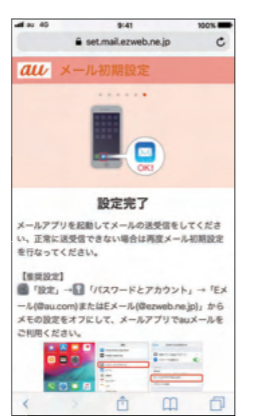 au 4G 9:41 100%
set.mail.ezweb.ne.jp
au メール初期設定
OK!
設定完了
メールアプリを起動してメールの送受信をしてくださ
い。正常に送受信できない場合は再度メール初期設定
を行なってください。
【推奨設定】
「設定」→「パスワードとアカウント」→「Eメ
ール(@au.com)またはEメール(@ezweb.ne.jp)」から
メモの設定をオフにして、メールアプリでauメールを
ご利用ください。